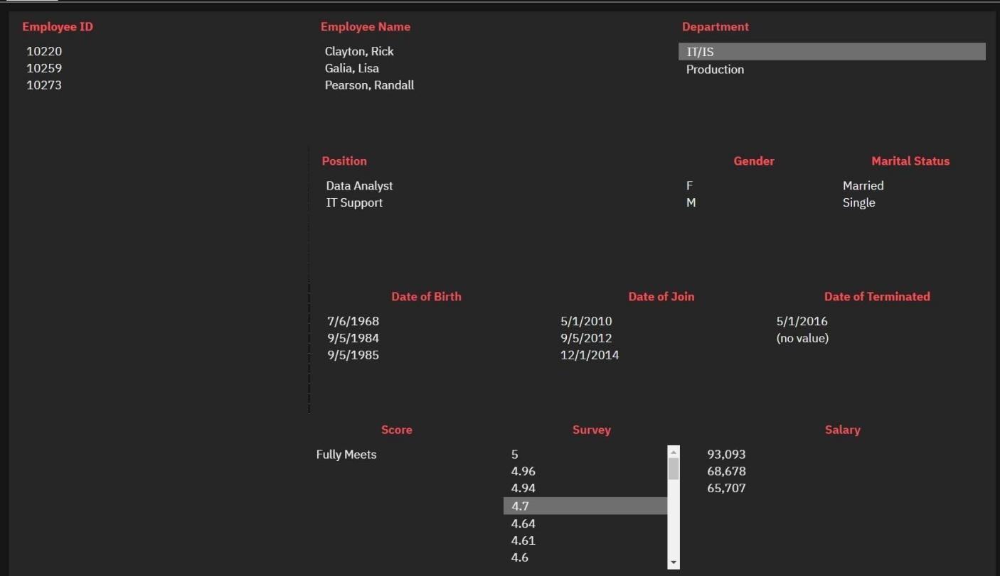 Employee ID
10220
10259
10273
Employee Name
Clayton, Rick
Galia, Lisa
Pearson, Randall
Department
IT/IS
Production
Position
Data Analyst
IT Support
Gender
F
M
Marital Status
Married
Single
Date of Birth
7/6/1968
9/5/1984
9/5/1985
Date of Join
5/1/2010
9/5/2012
12/1/2014
Date of Terminated
5/1/2016
(no value)
Score
Fully Meets
Survey
5
4.96
4.94
4.7
4.64
4.61
4.6
Salary
93,093
68,678
65,707